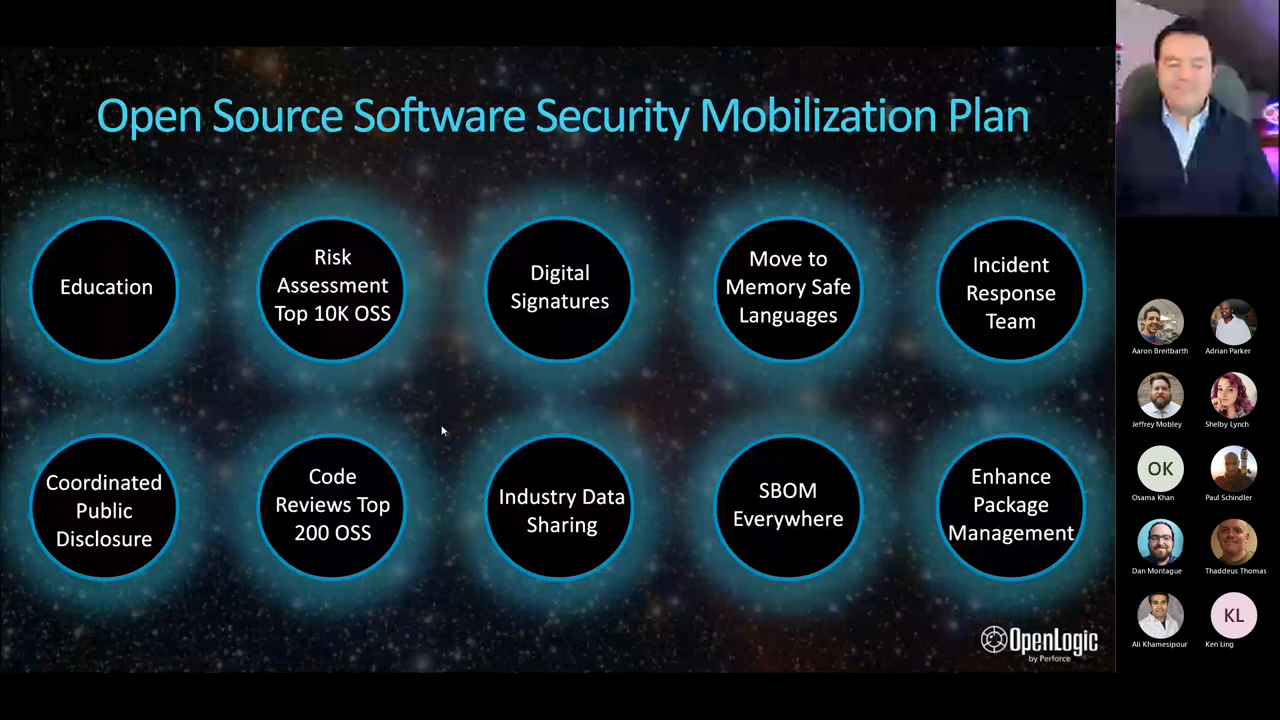 Open Source Software Security Mobilization Plan
Education
Risk
Assessment
Top 10K OSS
Digital
Signatures
Move to
Memory Safe
Languages
Incident
Response
Team
Coordinated
Public
Disclosure
Code
Reviews Top
200 OSS
Industry Data
Sharing
SBOM
Everywhere
Enhance
Package
Management
OpenLogic
by Perforce
Aaron Breitbarth
Adrian Parker
Jeffrey Mobley
Shelby Lynch
OK
Osama Khan
Paul Schindler
Dan Montague
Thaddeus Thomas
Ali Khamesipour
KL
Ken Ling